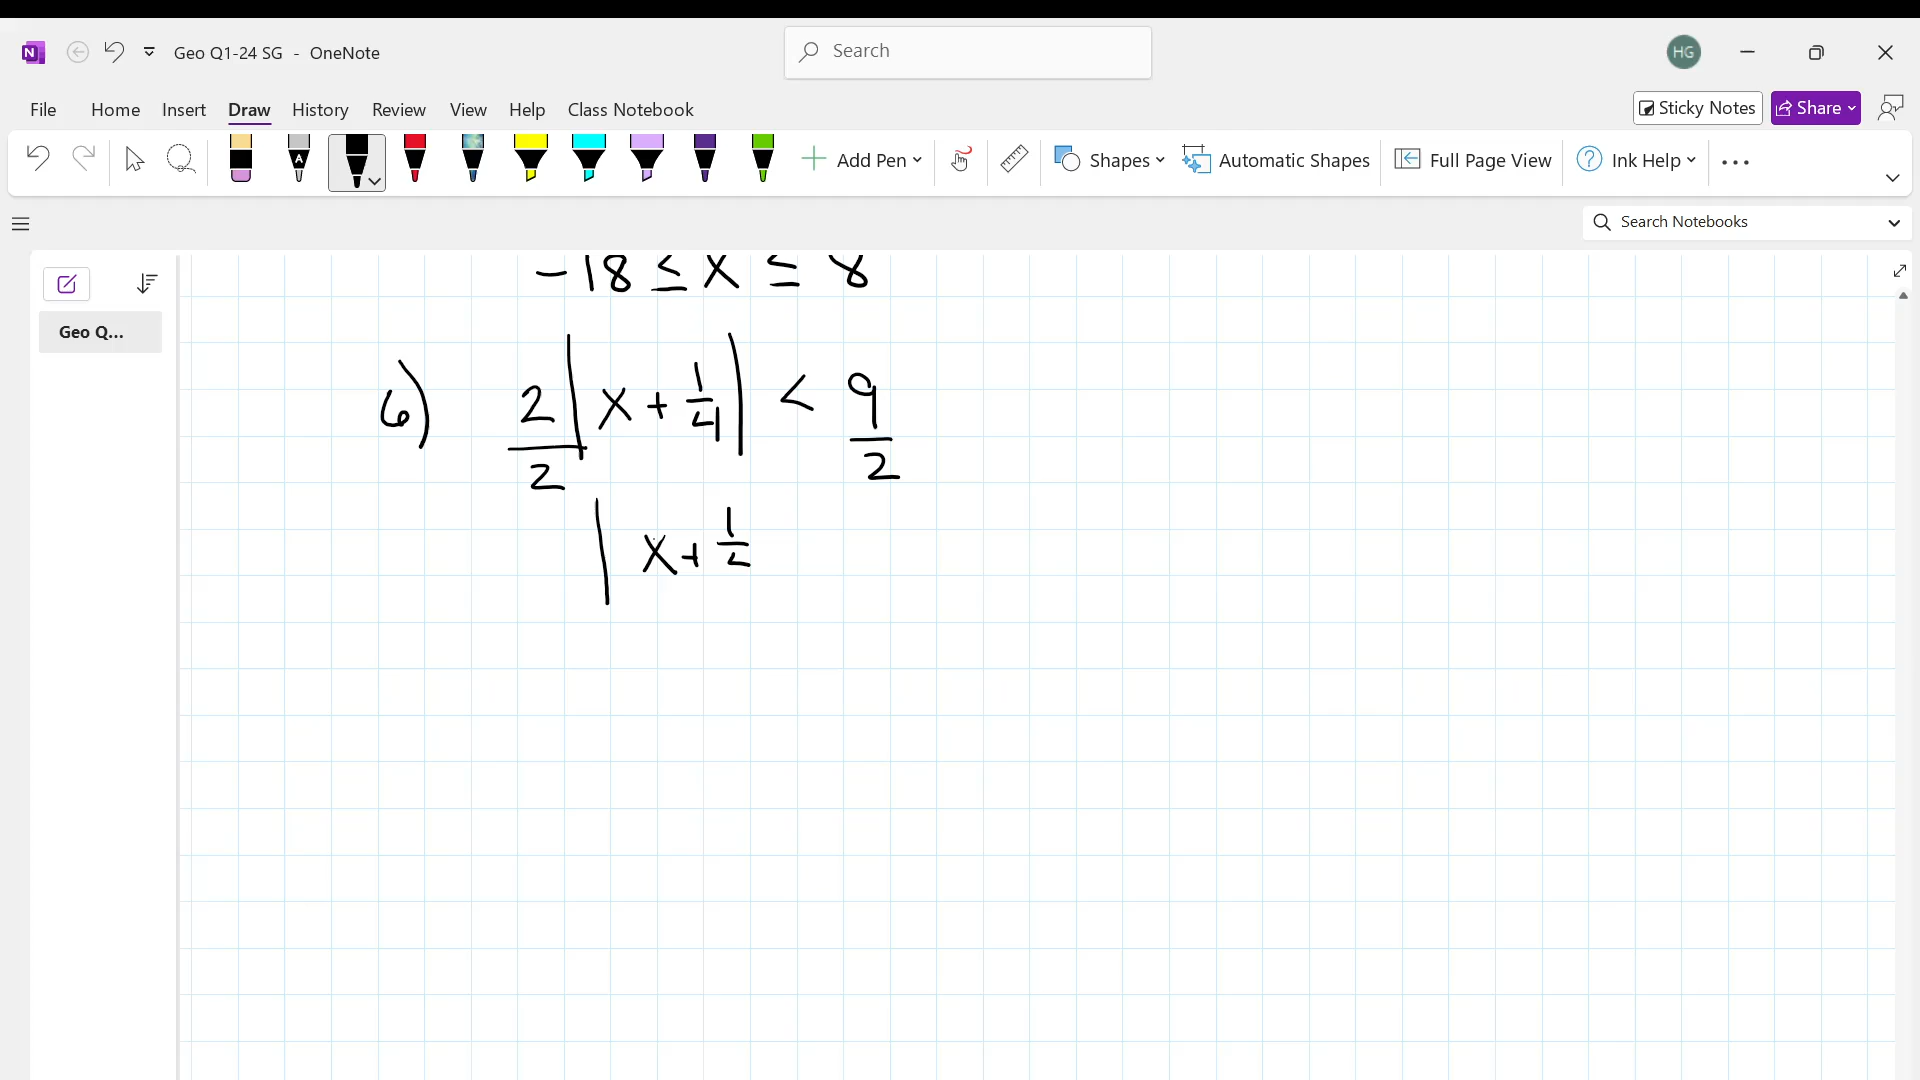 Geo Q1-24 SG - OneNote
Search
HG
File Home Insert Draw History Review View Help Class Notebook
Sticky Notes Share
A
Add Pen Shapes Automatic Shapes Full Page View Ink Help
Search Notebooks
Geo Q...
-18 ≤ x ≤ 8
6) 2|x + 1/4| < 9
2 2
|x + 1/